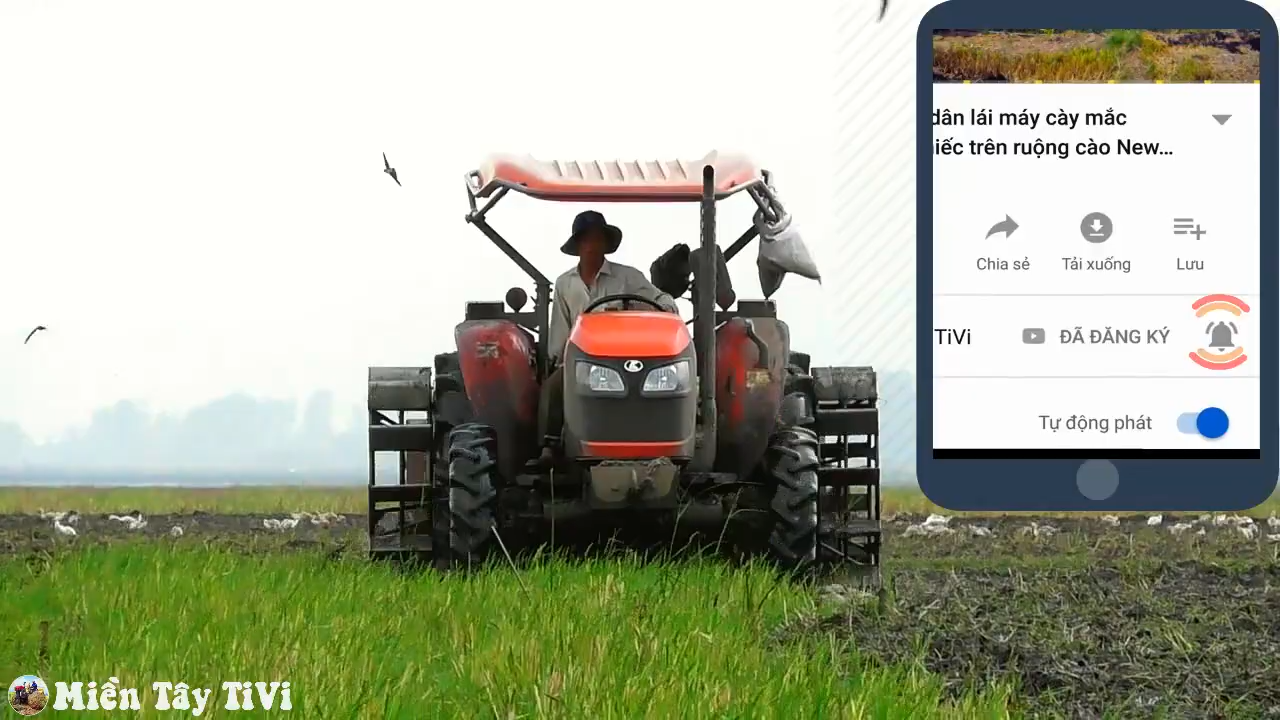 dân lái máy cày mắc
iếc trên ruộng cào New...
Chia sẻ
Tải xuống
Lưu
TiVi
ĐÃ ĐĂNG KÝ
Tự động phát
Miền Tây TiVi